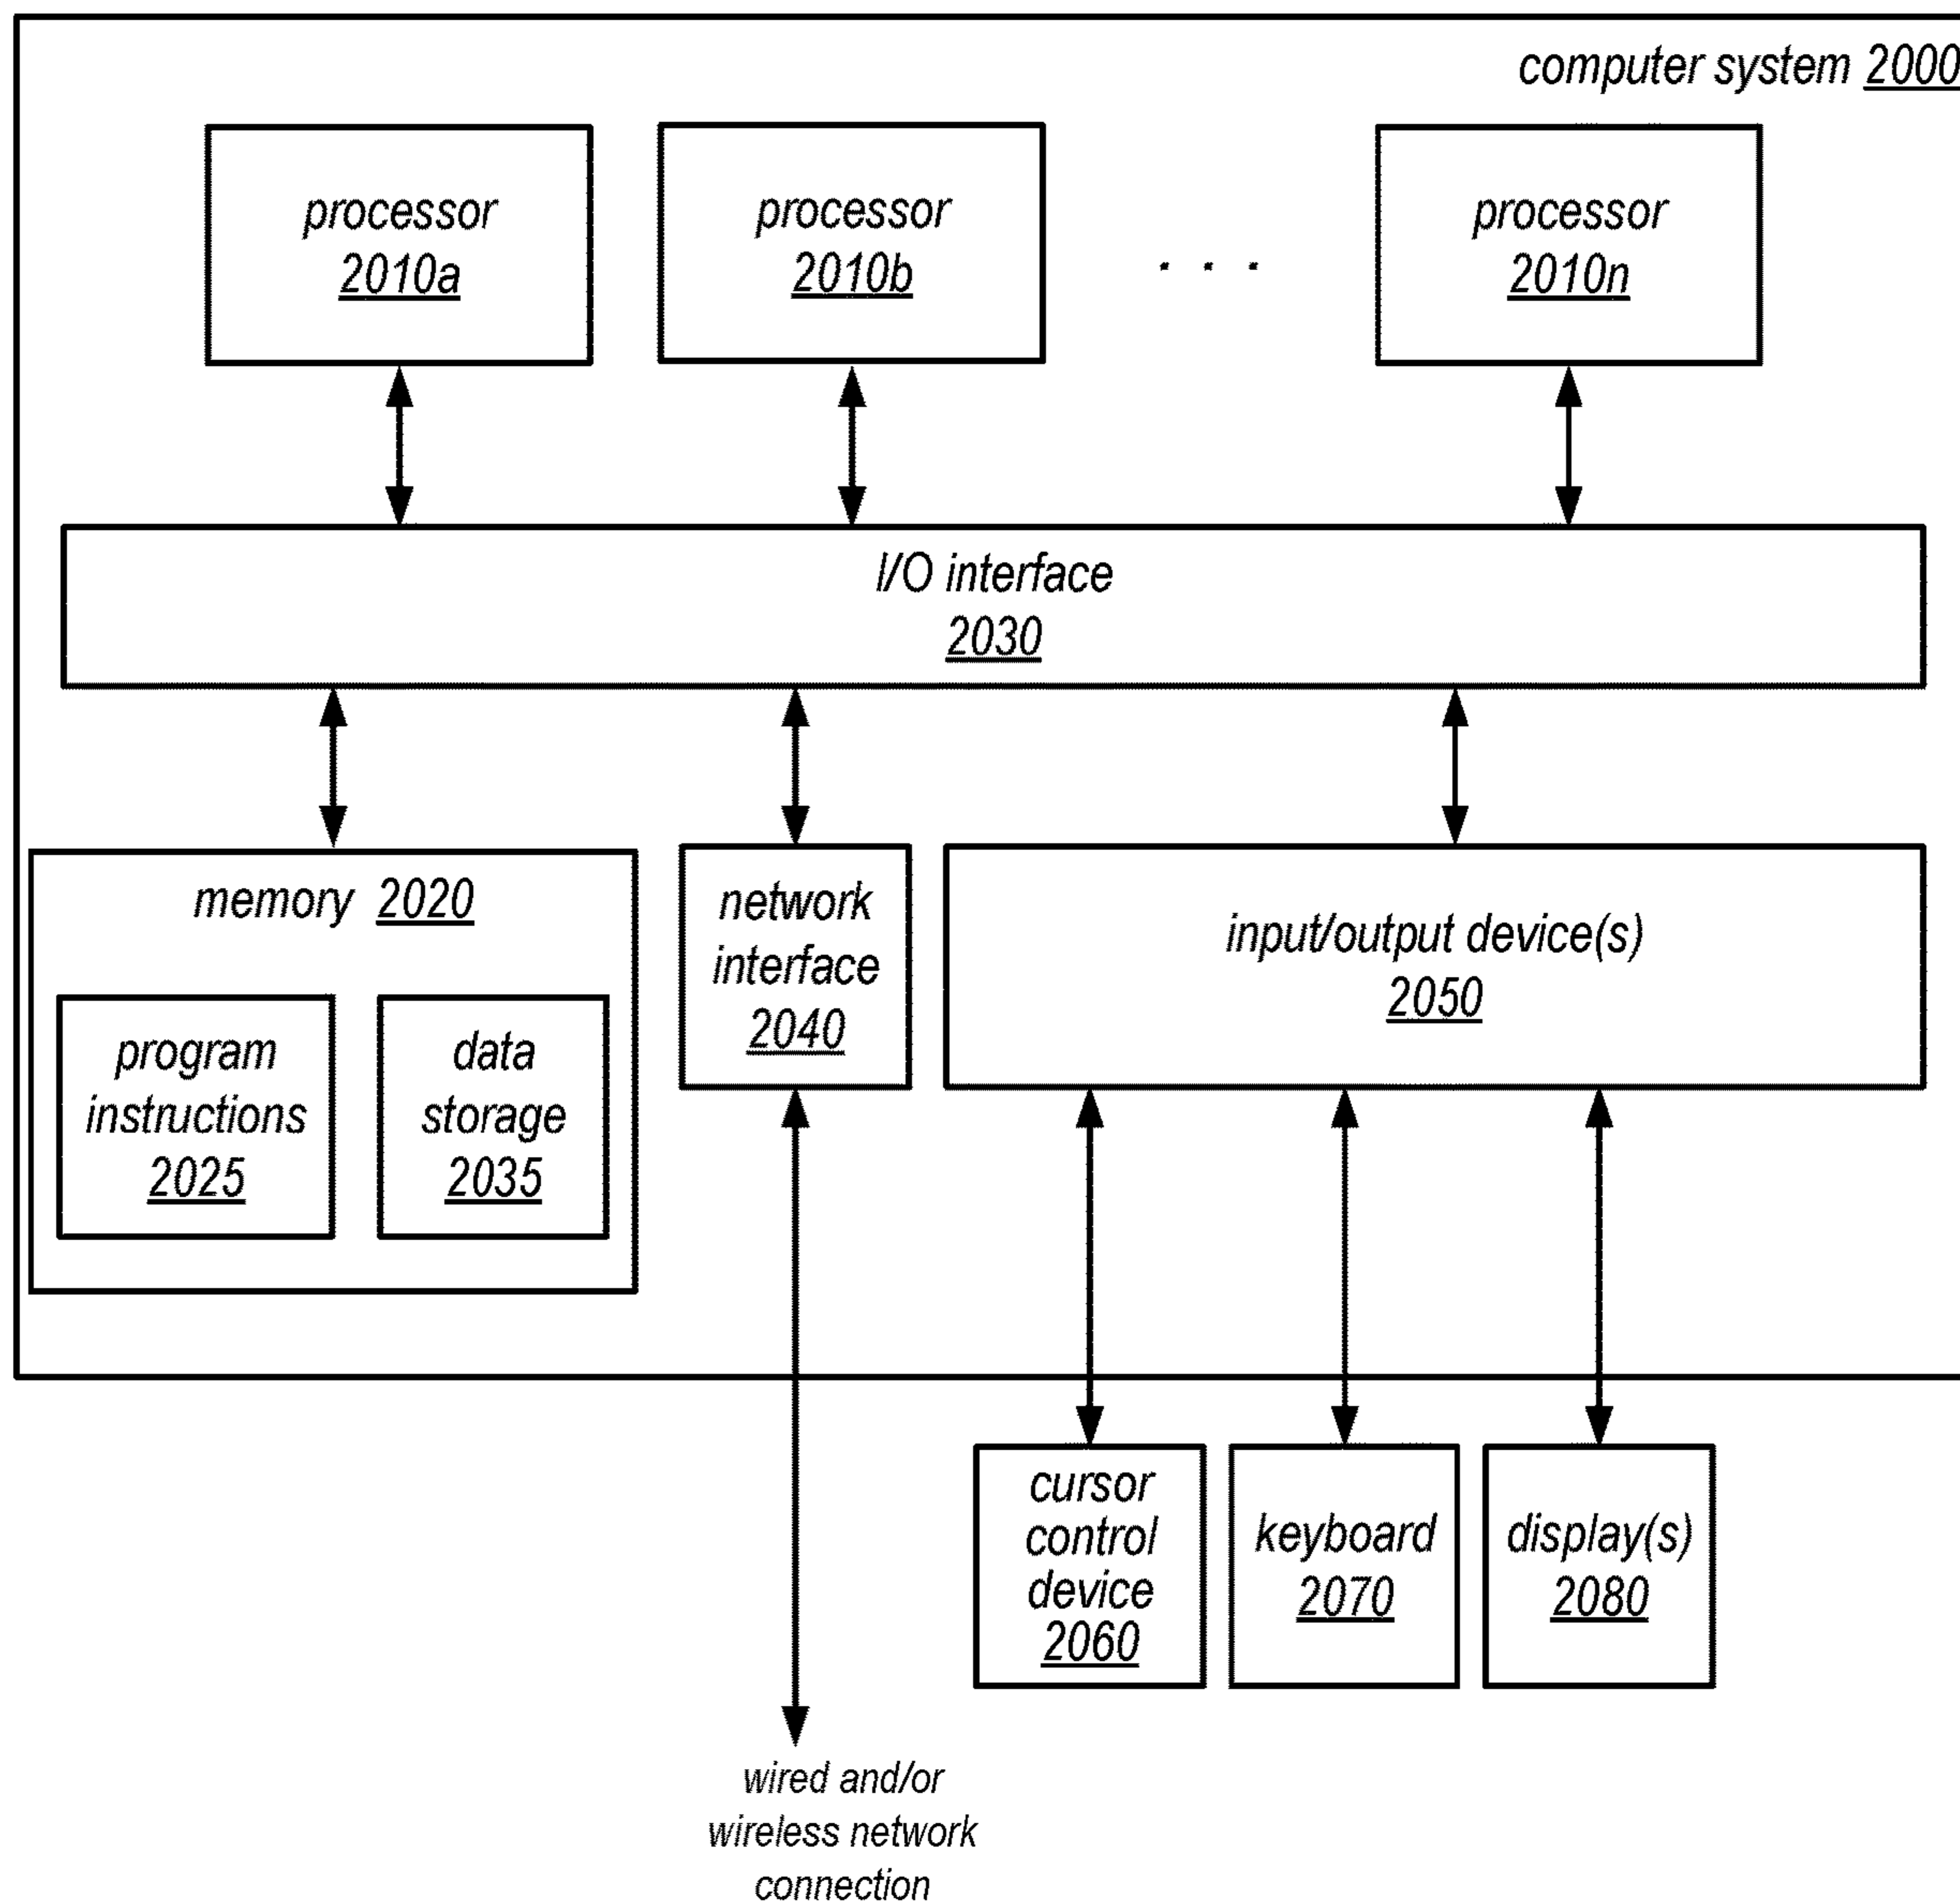 computer system 2000
processor
2010a
processor
2010b
. . .
processor
2010n
I/O interface
2030
memory 2020
program
instructions
2025
data
storage
2035
network
interface
2040
input/output device(s)
2050
cursor
control
device
2060
keyboard
2070
display(s)
2080
wired and/or
wireless network
connection